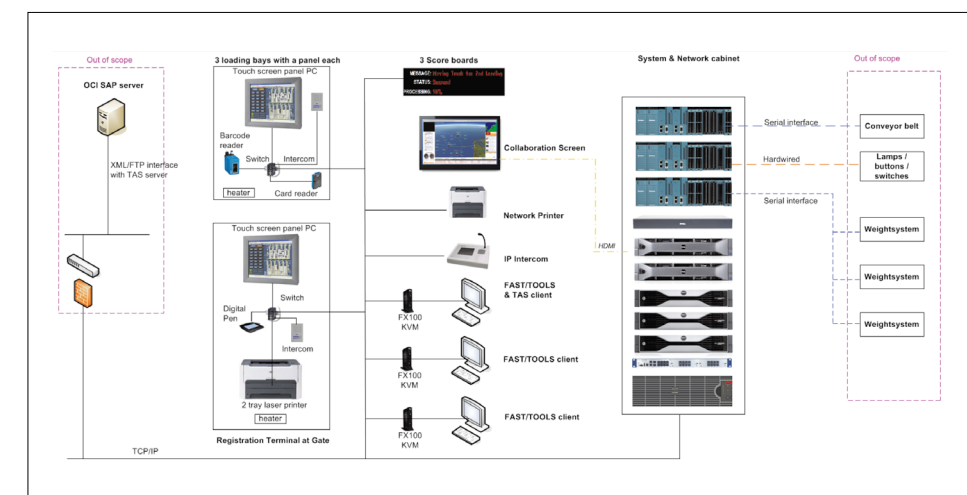 Out of scope
OCI SAP server
XML/FTP interface
with TAS server
TCP/IP
3 loading bays with a panel each
Touch screen panel PC
Barcode
reader
Switch
Intercom
Card reader
heater
Touch screen panel PC
Switch
Digital
Pen
Intercom
2 tray laser printer
heater
Registration Terminal at Gate
3 Score boards
MESSAGE:
STATUS:
PROCESSING:
Collaboration Screen
Network Printer
IP Intercom
FAST/TOOLS
& TAS client
FX100
KVM
FAST/TOOLS client
FX100
KVM
FAST/TOOLS client
FX100
KVM
HDMI
System & Network cabinet
Serial interface
Hardwired
Serial interface
Out of scope
Conveyor belt
Lamps /
buttons /
switches
Weightsystem
Weightsystem
Weightsystem